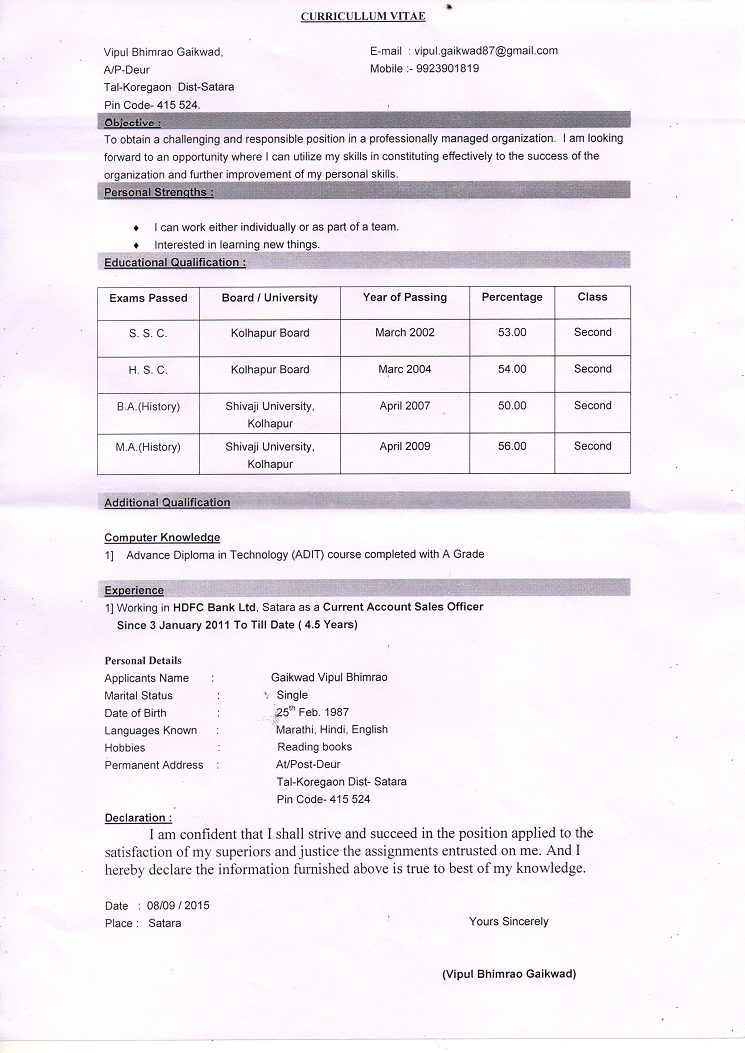 CURRICULLUM VITAE
Vipul Bhimrao Gaikwad, E-mail : vipul.gaikwad87@gmail.com
A/P-Deur Mobile :- 9923901819
Tal-Koregaon Dist-Satara
Pin Code- 415 524.
Objective :
To obtain a challenging and responsible position in a professionally managed organization. I am looking
forward to an opportunity where I can utilize my skills in constituting effectively to the success of the
organization and further improvement of my personal skills.
Personal Strengths :
♦ I can work either individually or as part of a team.
♦ Interested in learning new things.
Educational Qualification :
Exams Passed Board / University Year of Passing Percentage Class
S. S. C. Kolhapur Board March 2002 53.00 Second
H. S. C. Kolhapur Board Marc 2004 54.00 Second
B.A.(History) Shivaji University, April 2007 50.00 Second
Kolhapur
M.A.(History) Shivaji University, April 2009 56.00 Second
Kolhapur
Additional Qualification
Computer Knowledge
1] Advance Diploma in Technology (ADIT) course completed with A Grade
Experience
1] Working in HDFC Bank Ltd, Satara as a Current Account Sales Officer
Since 3 January 2011 To Till Date ( 4.5 Years)
Personal Details
Applicants Name : Gaikwad Vipul Bhimrao
Marital Status : Single
Date of Birth : 25th Feb. 1987
Languages Known : Marathi, Hindi, English
Hobbies : Reading books
Permanent Address : At/Post-Deur
Tal-Koregaon Dist- Satara
Pin Code- 415 524
Declaration :
I am confident that I shall strive and succeed in the position applied to the
satisfaction of my superiors and justice the assignments entrusted on me. And I
hereby declare the information furnished above is true to best of my knowledge.
Date : 08/09 / 2015
Place : Satara Yours Sincerely
(Vipul Bhimrao Gaikwad)